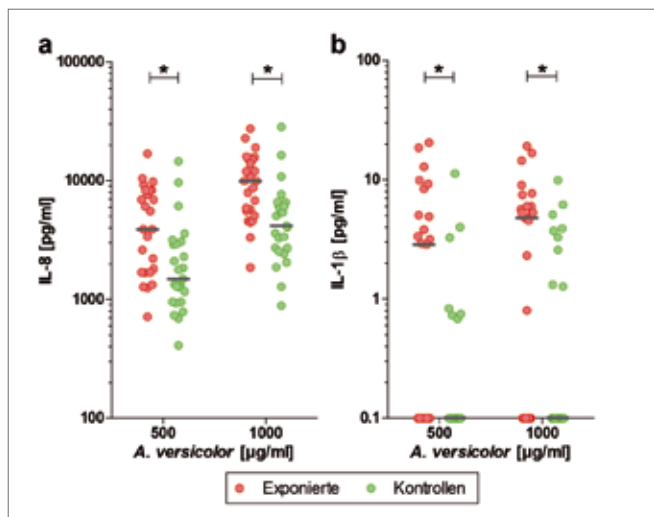 a
b
100000
10000
1000
100
IL-8 [pg/ml]
*
*
500
1000
A. versicolor [µg/ml]
100
10
1
0.1
IL-1β [pg/ml]
*
*
500
1000
A. versicolor [µg/ml]
Exponierte
Kontrollen